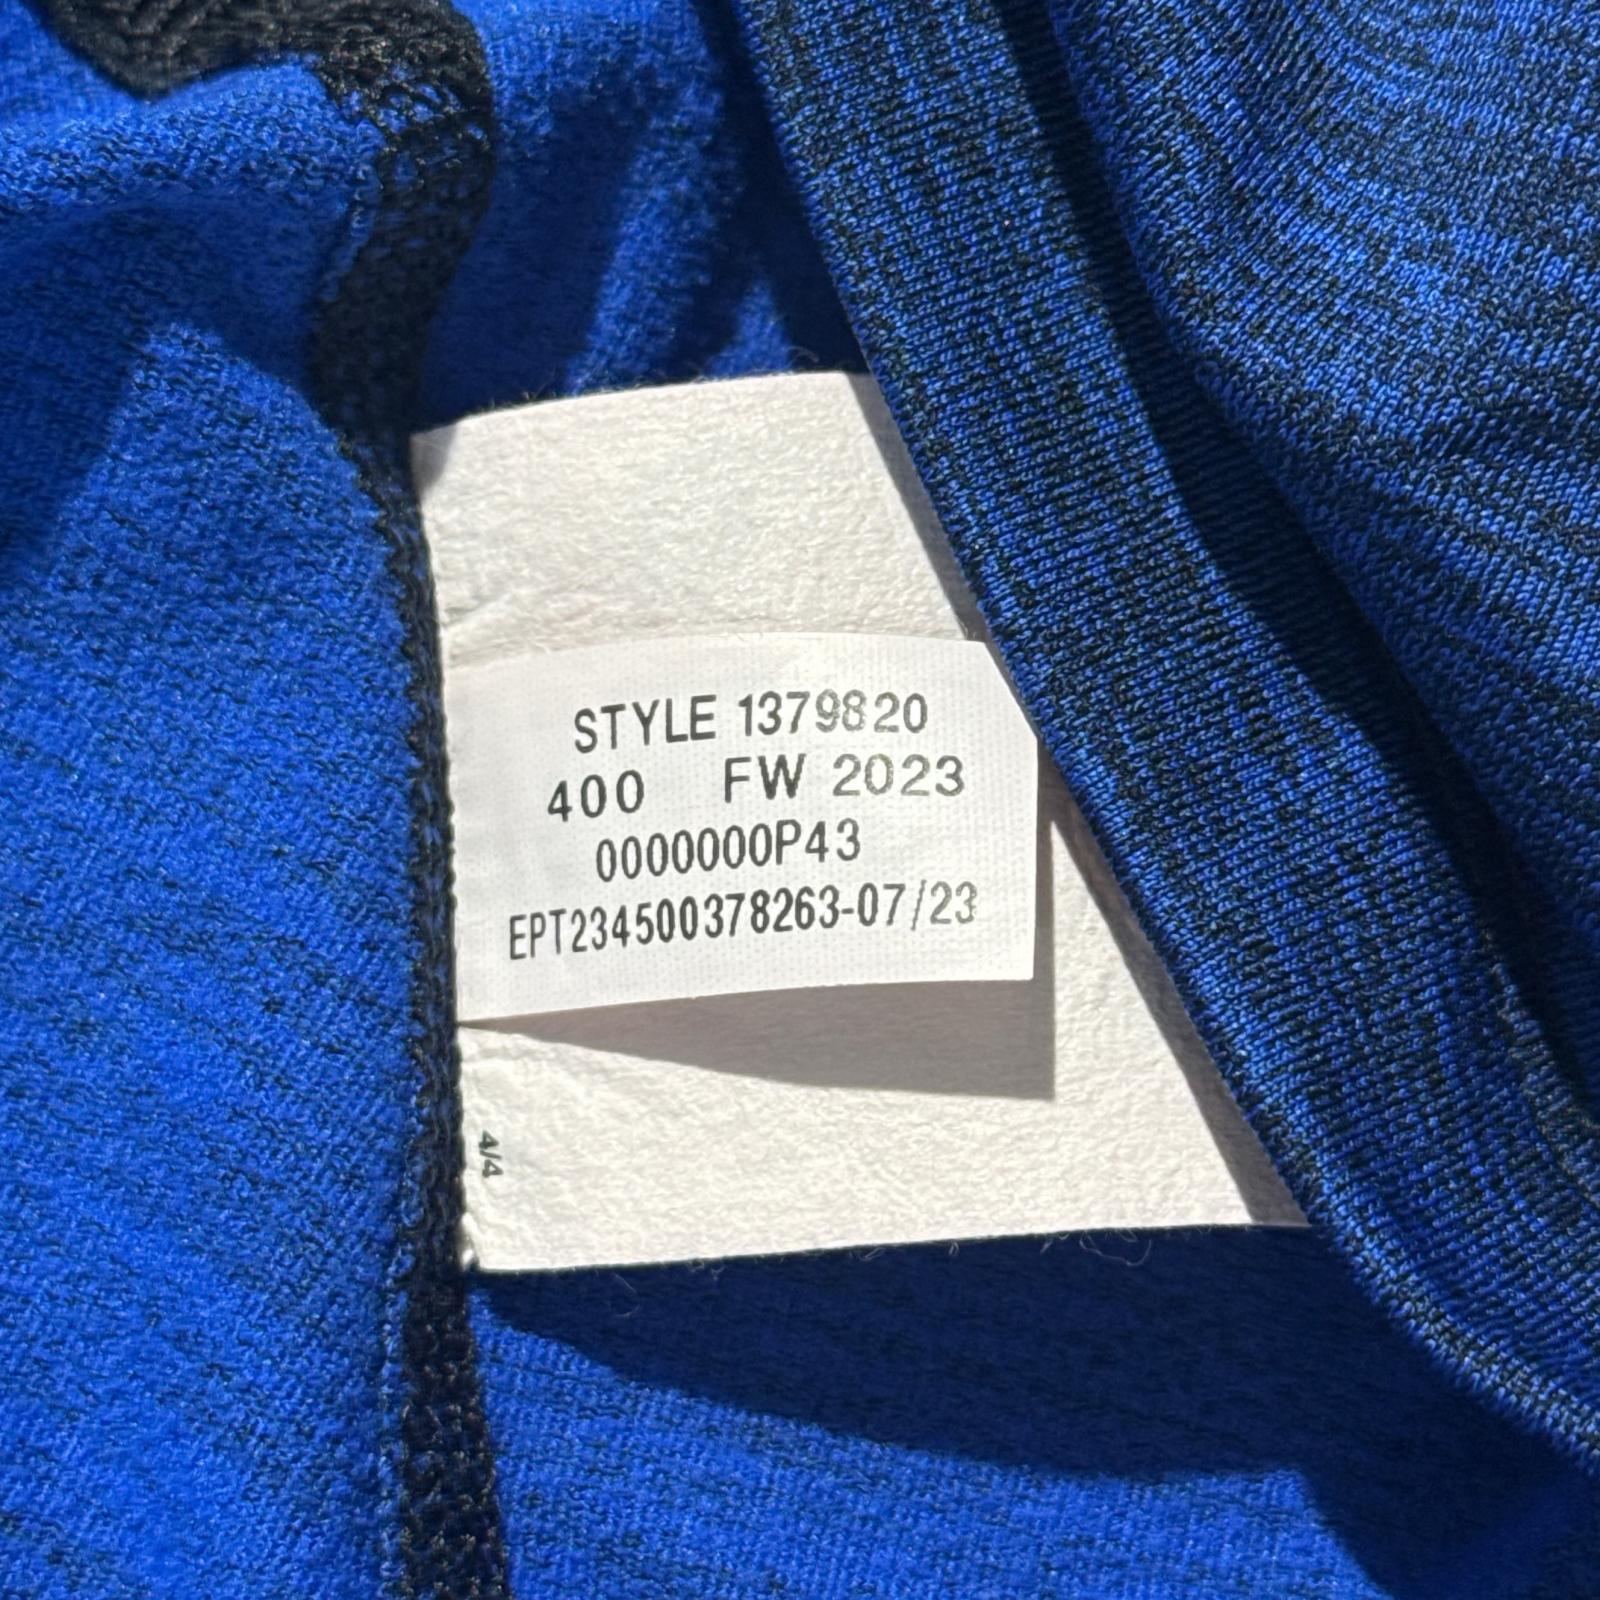 STYLE 1379820
400 FW 2023
0000000P43
EPT234500378263-07/23
4/4